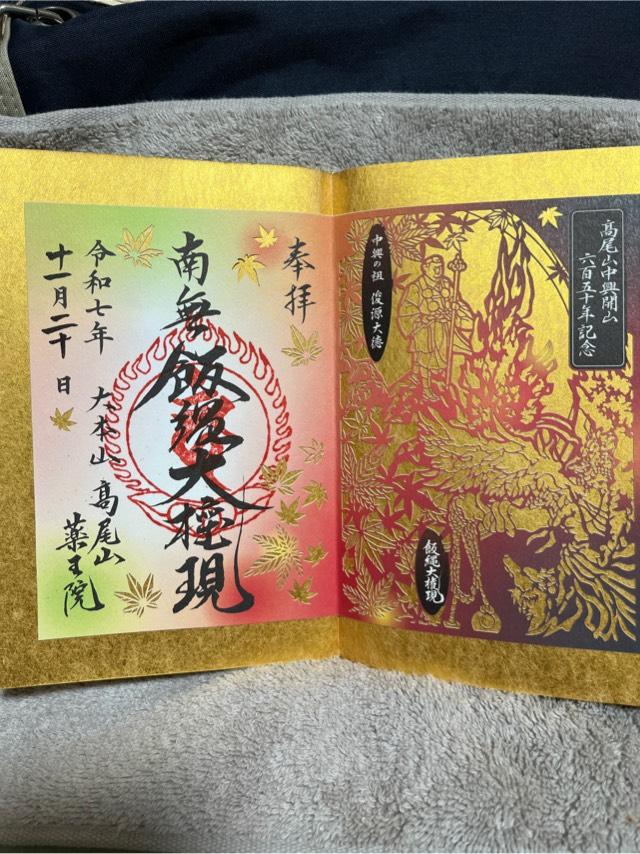 髙尾山中興開山
六百五十年記念
中興の祖 俊源大徳
飯縄大権現
奉拝
南無飯縄大権現
大本山 髙尾山
薬王院
令和七年
十一月二十日